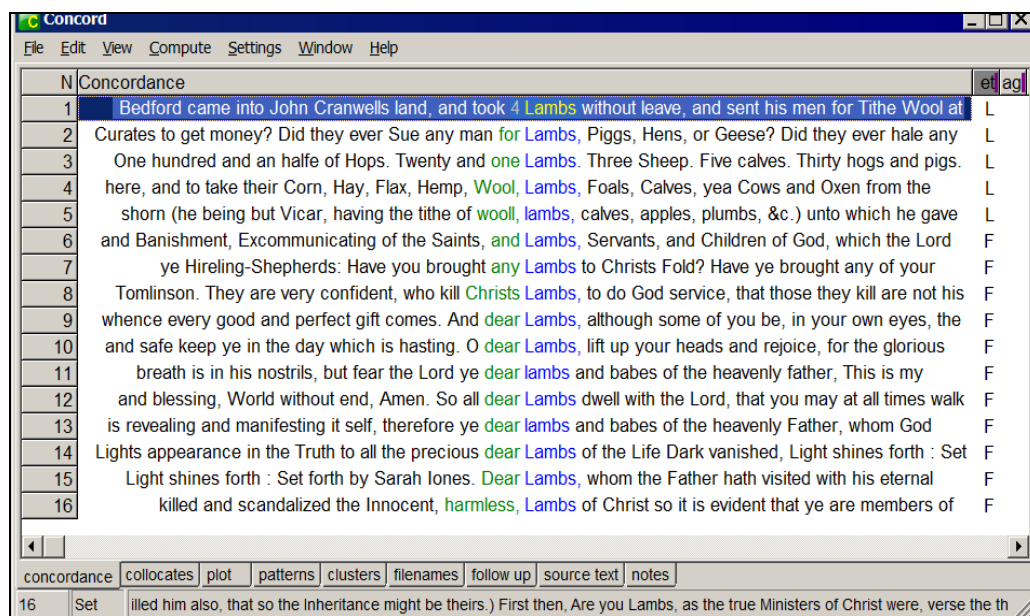 Concord
File Edit View Compute Settings Window Help
N Concordance et ag
1 Bedford came into John Cranwells land, and took 4 Lambs without leave, and sent his men for Tithe Wool at L
2 Curates to get money? Did they ever Sue any man for Lambs, Piggs, Hens, or Geese? Did they ever hale any L
3 One hundred and an halfe of Hops. Twenty and one Lambs. Three Sheep. Five calves. Thirty hogs and pigs. L
4 here, and to take their Corn, Hay, Flax, Hemp, Wool, Lambs, Foals, Calves, yea Cows and Oxen from the L
5 shorn (he being but Vicar, having the tithe of wooll, lambs, calves, apples, plumbs, &c.) unto which he gave L
6 and Banishment, Excommunicating of the Saints, and Lambs, Servants, and Children of God, which the Lord F
7 ye Hireling-Shepherds: Have you brought any Lambs to Christs Fold? Have ye brought any of your F
8 Tomlinson. They are very confident, who kill Christs Lambs, to do God service, that those they kill are not his F
9 whence every good and perfect gift comes. And dear Lambs, although some of you be, in your own eyes, the F
10 and safe keep ye in the day which is hasting. O dear Lambs, lift up your heads and rejoice, for the glorious F
11 breath is in his nostrils, but fear the Lord ye dear lambs and babes of the heavenly father, This is my F
12 and blessing, World without end, Amen. So all dear Lambs dwell with the Lord, that you may at all times walk F
13 is revealing and manifesting it self, therefore ye dear lambs and babes of the heavenly Father, whom God F
14 Lights appearance in the Truth to all the precious dear Lambs of the Life Dark vanished, Light shines forth : Set F
15 Light shines forth : Set forth by Sarah Iones. Dear Lambs, whom the Father hath visited with his eternal F
16 killed and scandalized the Innocent, harmless, Lambs of Christ so it is evident that ye are members of F
concordance collocates plot patterns clusters filenames follow up source text notes
16 Set illed him also, that so the Inheritance might be theirs.) First then, Are you Lambs, as the true Ministers of Christ were, verse the th